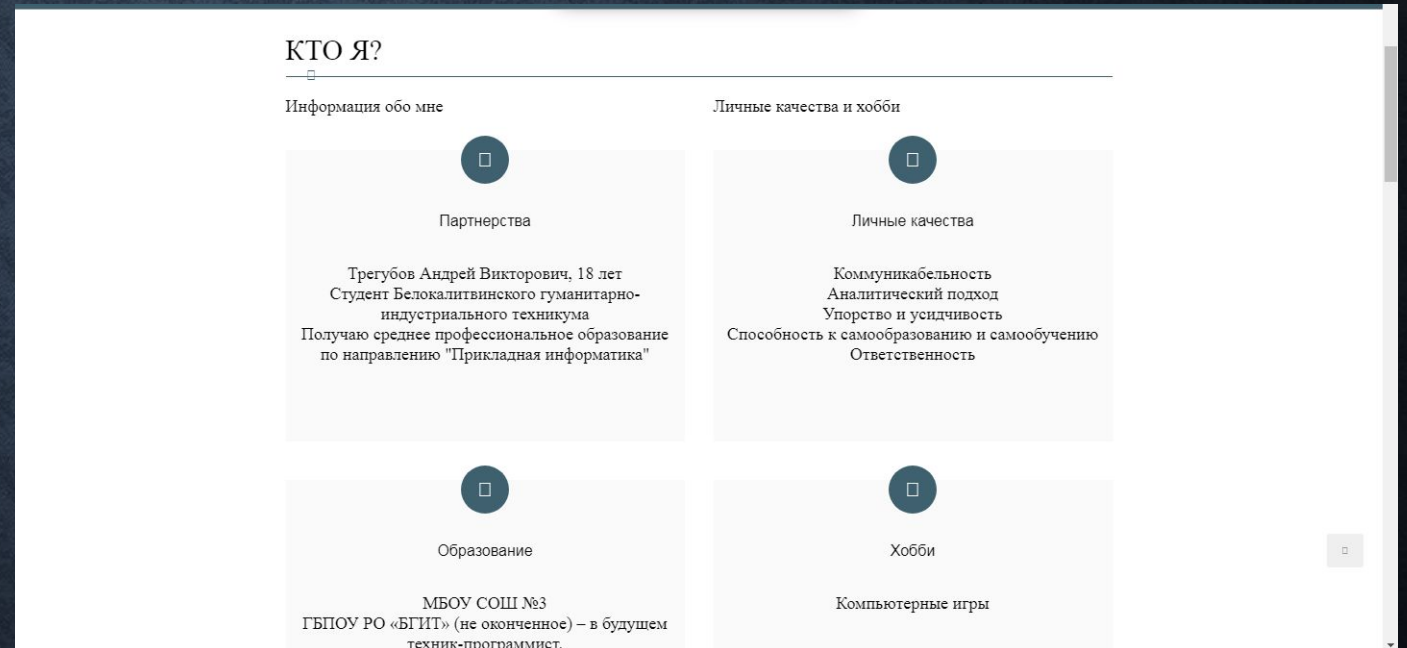 КТО Я?
Информация обо мне
Личные качества и хобби
Партнерства
Трегубов Андрей Викторович, 18 лет
Студент Белокалитвинского гуманитарно-
индустриального техникума
Получаю среднее профессиональное образование
по направлению "Прикладная информатика"
Личные качества
Коммуникабельность
Аналитический подход
Упорство и усидчивость
Способность к самообразованию и самообучению
Ответственность
Образование
МБОУ СОШ №3
ГБПОУ РО «БГИТ» (не оконченное) – в будущем
техник-программист.
Хобби
Компьютерные игры